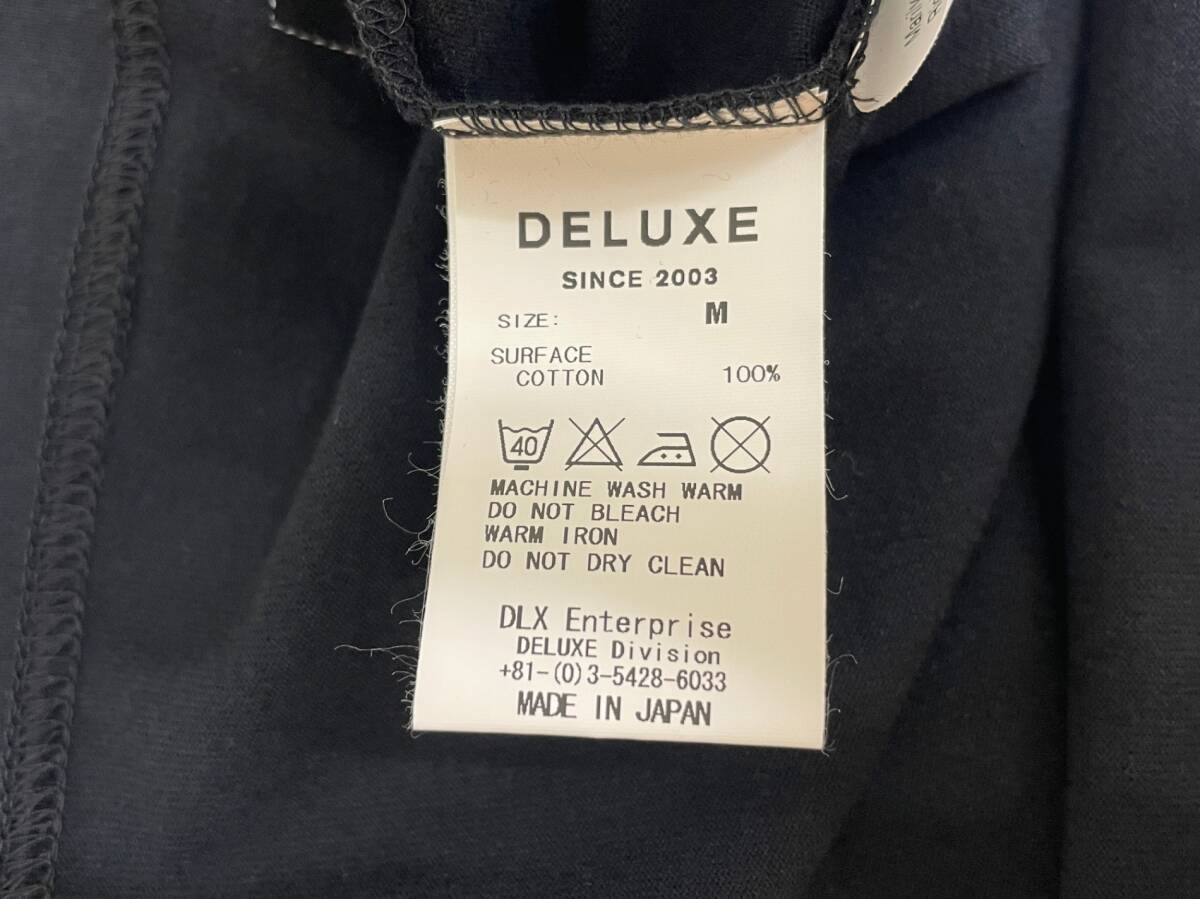 DELUXE
SINCE 2003
SIZE: M
SURFACE
COTTON 100%
40
MACHINE WASH WARM
DO NOT BLEACH
WARM IRON
DO NOT DRY CLEAN
DLX Enterprise
DELUXE Division
+81-(0)3-5428-6033
MADE IN JAPAN